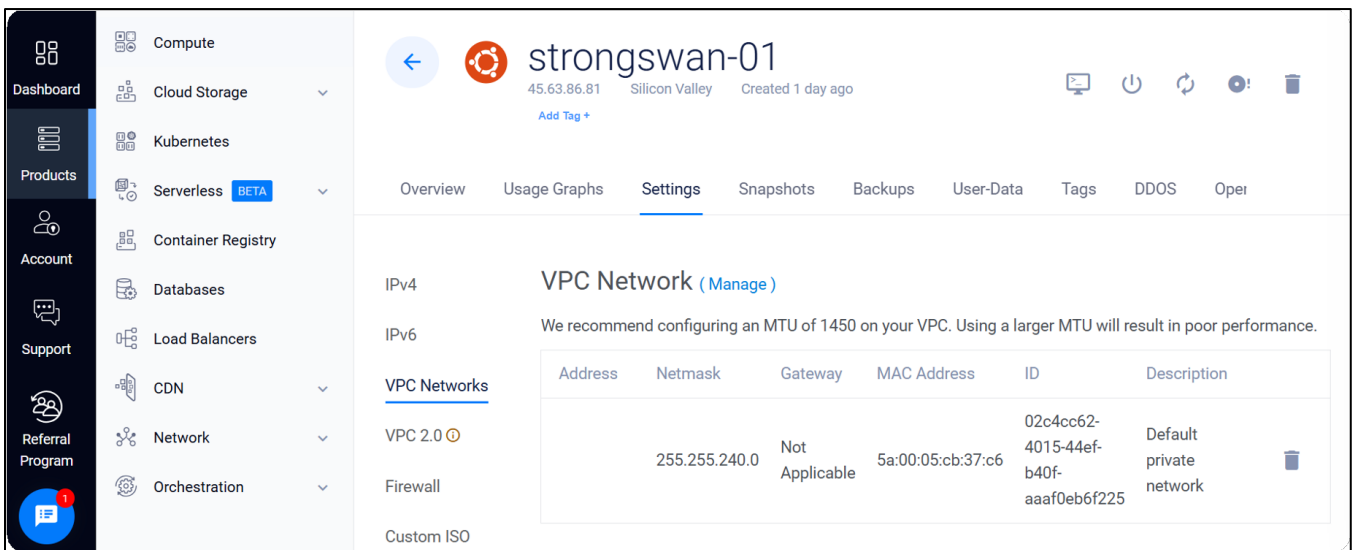 Dashboard
Products
Account
Support
Referral
Program
1
Compute
Cloud Storage
Kubernetes
Serverless BETA
Container Registry
Databases
Load Balancers
CDN
Network
Orchestration
strongswan-01
45.63.86.81 Silicon Valley Created 1 day ago
Add Tag +
Overview Usage Graphs Settings Snapshots Backups User-Data Tags DDOS Oper
IPv4
IPv6
VPC Networks
VPC 2.0
Firewall
Custom ISO
VPC Network ( Manage )
We recommend configuring an MTU of 1450 on your VPC. Using a larger MTU will result in poor performance.
Address Netmask Gateway MAC Address ID Description
255.255.240.0 Not Applicable 5a:00:05:cb:37:c6 02c4cc62-4015-44ef-b40f-aaaf0eb6f225 Default private network